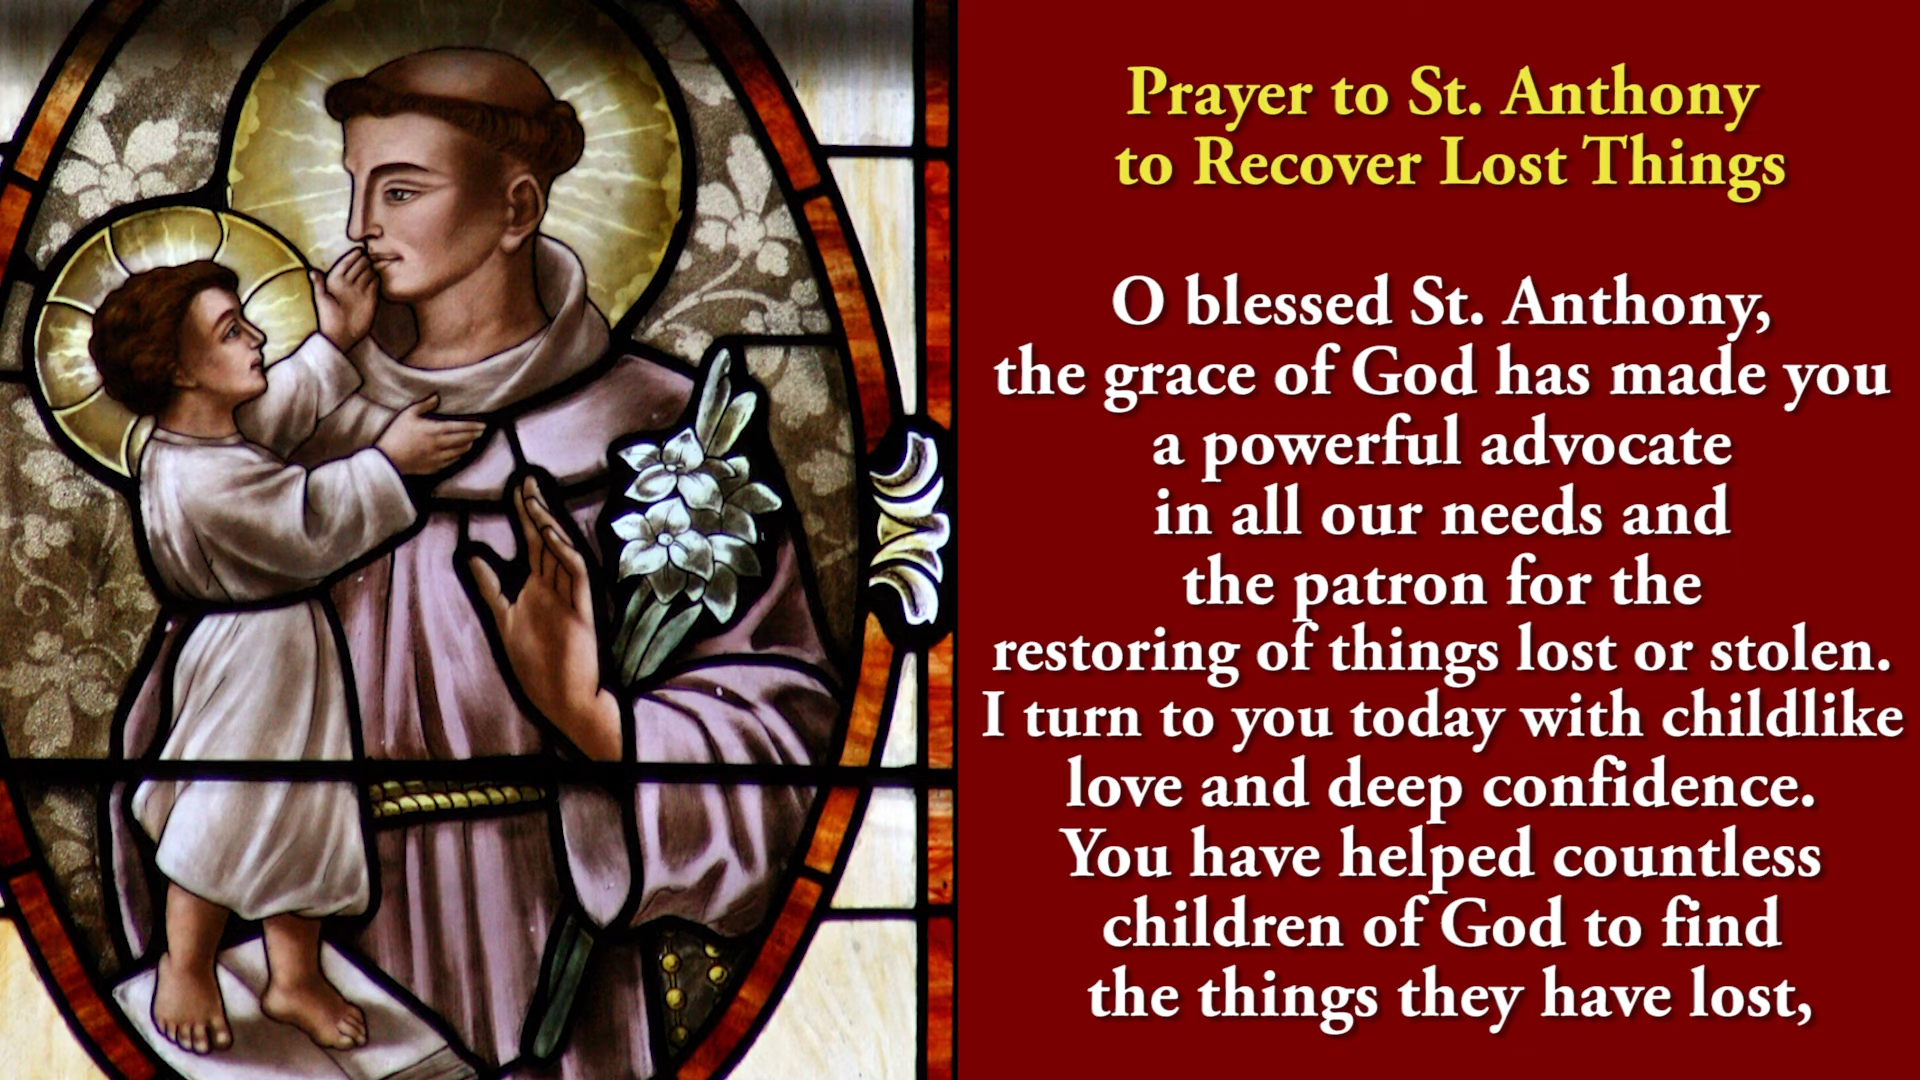 Prayer to St. Anthony
to Recover Lost Things
O blessed St. Anthony,
the grace of God has made you
a powerful advocate
in all our needs and
the patron for the
restoring of things lost or stolen.
I turn to you today with childlike
love and deep confidence.
You have helped countless
children of God to find
the things they have lost,